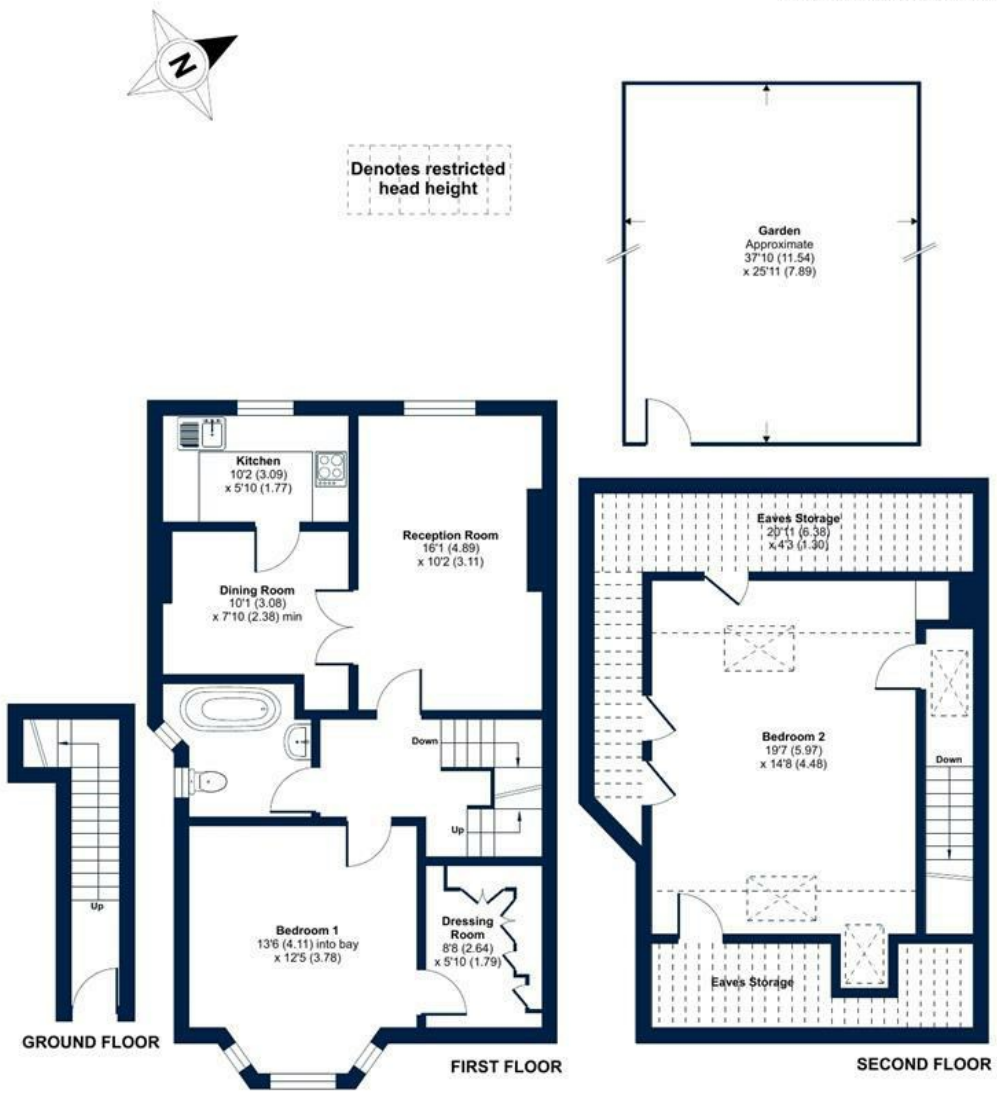 N
Denotes restricted
head height
Garden
Approximate
37'10 (11.54)
x 25'11 (7.89)
Kitchen
10'2 (3.09)
x 5'10 (1.77)
Reception Room
16'1 (4.89)
x 10'2 (3.11)
Dining Room
10'1 (3.08)
x 7'10 (2.38) min
Down
Up
Bedroom 1
13'6 (4.11) into bay
x 12'5 (3.78)
Dressing
Room
8'8 (2.64)
x 5'10 (1.79)
Up
GROUND FLOOR
FIRST FLOOR
Eaves Storage
20'11 (6.38)
x 4'3 (1.30)
Bedroom 2
19'7 (5.97)
x 14'8 (4.48)
Down
Eaves Storage
SECOND FLOOR